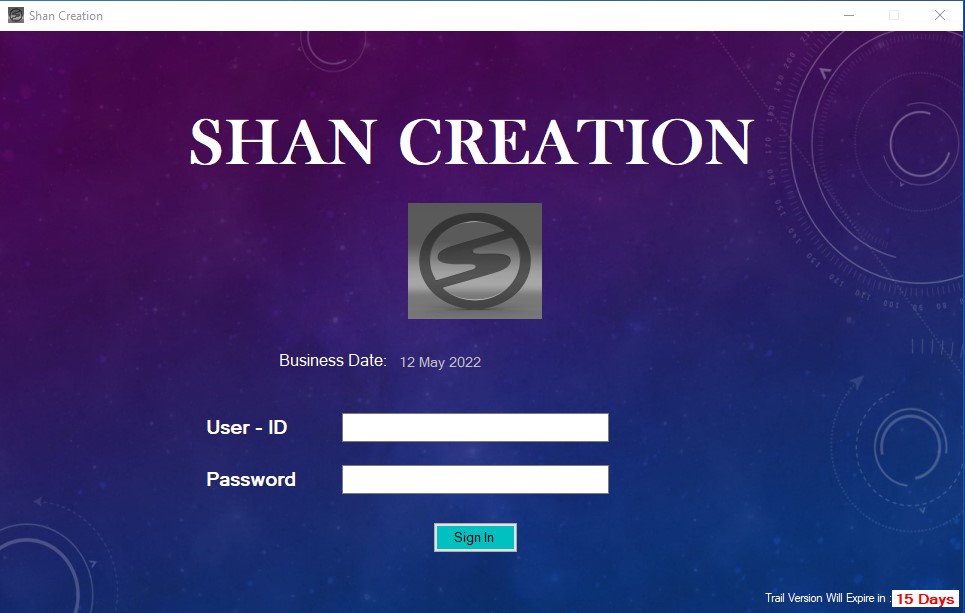 Shan Creation
SHAN CREATION
Business Date: 12 May 2022
User - ID
Password
Sign In
Trail Version Will Expire in : 15 Days